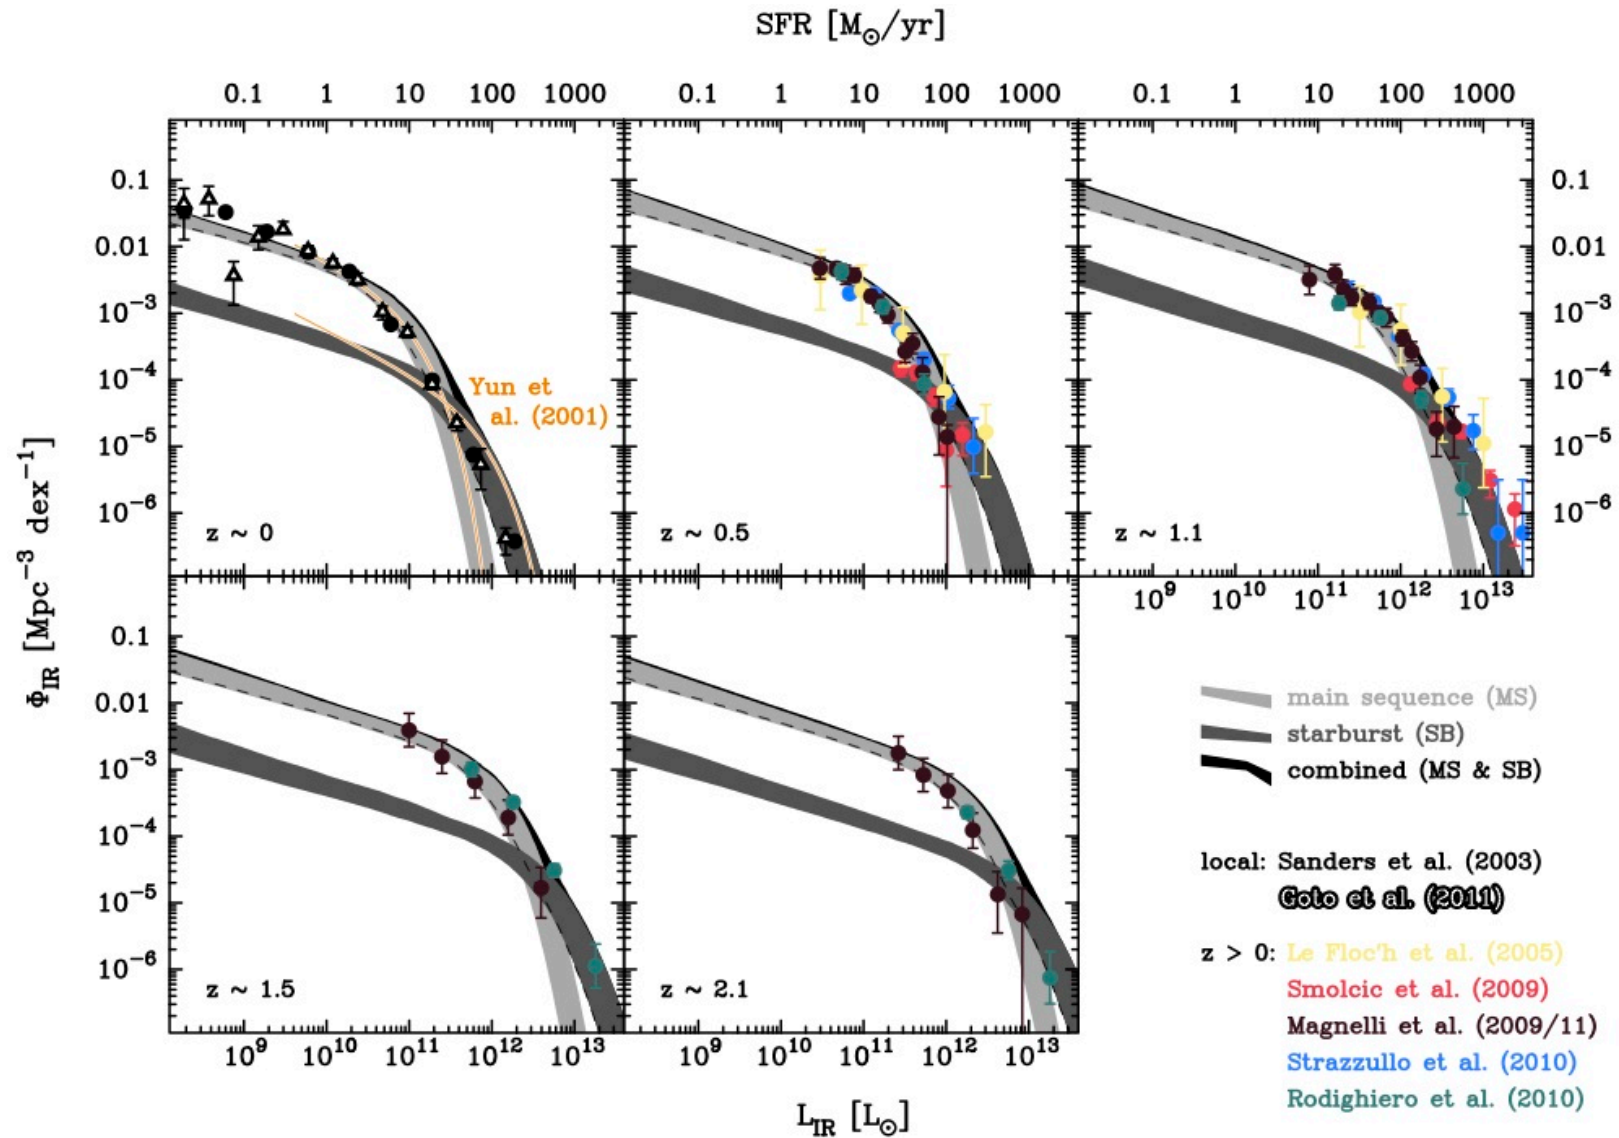 SFR [M☉/yr]
0.1 1 10 100 1000 0.1 1 10 100 1000 0.1 1 10 100 1000
0.1 0.1
0.01 0.01
10⁻³ 10⁻³
10⁻⁴ 10⁻⁴
Yun et
al. (2001)
10⁻⁵ 10⁻⁵
10⁻⁶ 10⁻⁶
z ~ 0 z ~ 0.5 z ~ 1.1
10⁹ 10¹⁰ 10¹¹ 10¹² 10¹³
Φ_IR [Mpc⁻³ dex⁻¹]
0.1
0.01
10⁻³
10⁻⁴
10⁻⁵
10⁻⁶
z ~ 1.5 z ~ 2.1
10⁹ 10¹⁰ 10¹¹ 10¹² 10¹³ 10⁹ 10¹⁰ 10¹¹ 10¹² 10¹³
L_IR [L☉]
main sequence (MS)
starburst (SB)
combined (MS & SB)
local: Sanders et al. (2003)
Goto et al. (2011)
z > 0: Le Floc'h et al. (2005)
Smolcic et al. (2009)
Magnelli et al. (2009/11)
Strazzullo et al. (2010)
Rodighiero et al. (2010)